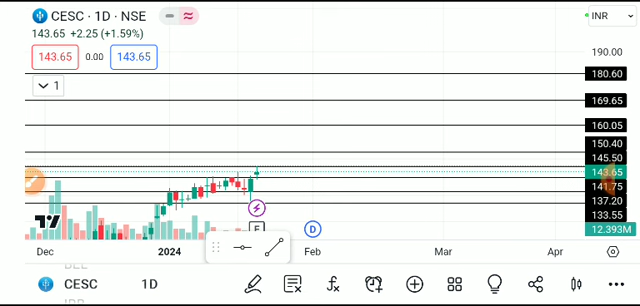 CESC · 1D · NSE
INR
143.65 +2.25 (+1.59%)
143.65 0.00 143.65
1
190.00
180.60
169.65
160.05
150.40
145.50
143.65
141.75
137.20
133.55
12.393M
E
D
Dec 2024 Feb Mar Apr
CESC 1D